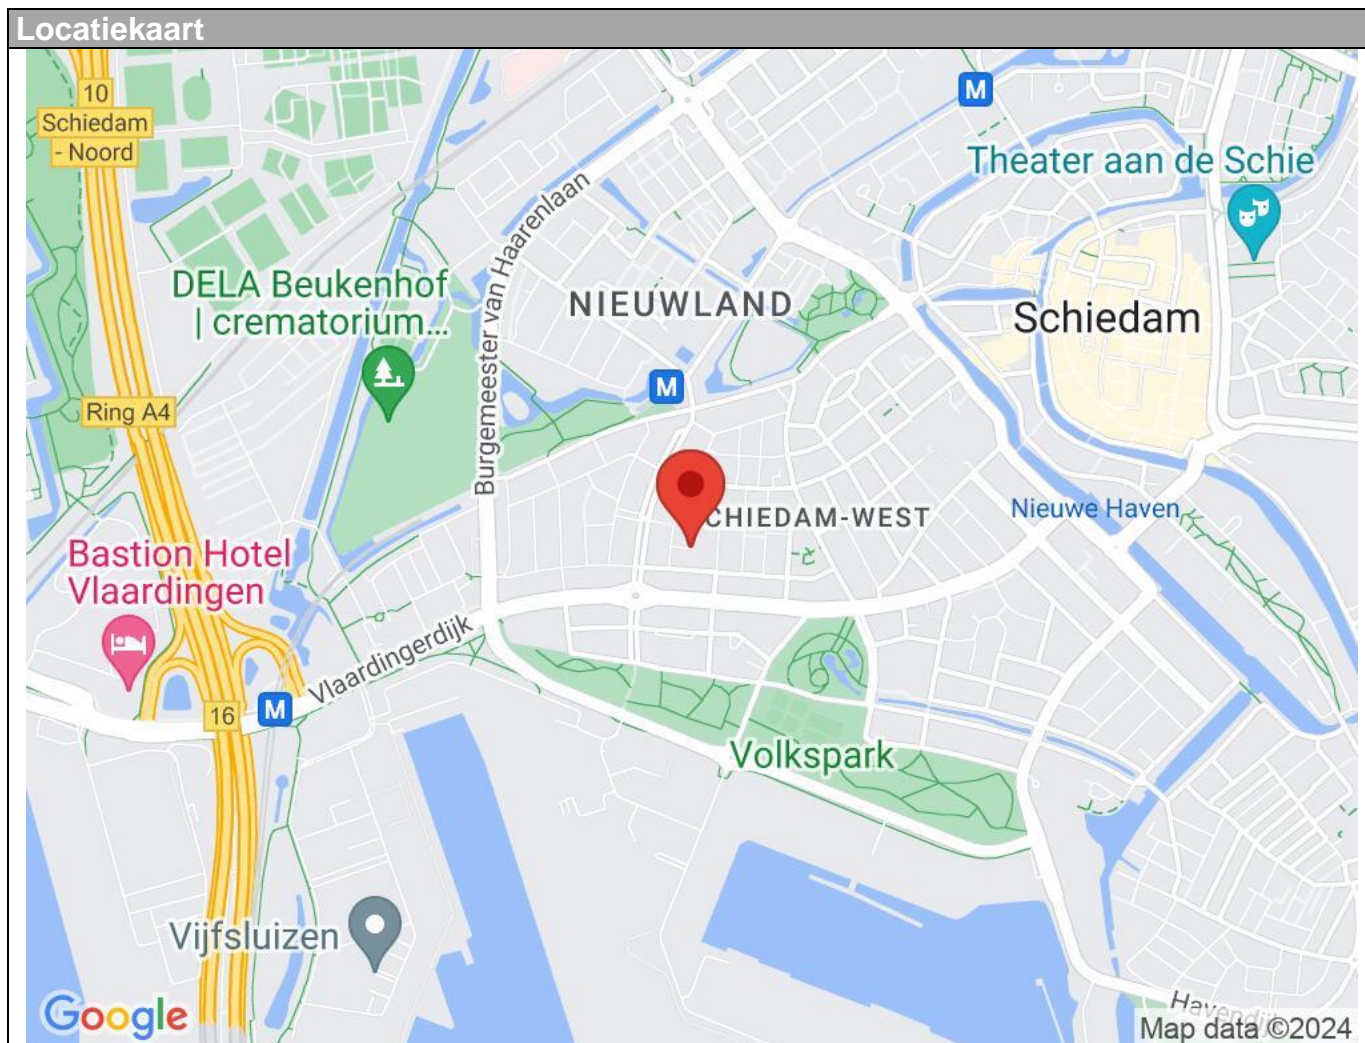 Locatiekaart
10
Schiedam
- Noord
M
Theater aan de Schie
Burgemeester van Haarenlaan
DELA Beukenhof
| crematorium...
NIEUWLAND
Schiedam
M
Ring A4
CHIEDAM-WEST
Nieuwe Haven
Bastion Hotel
Vlaardingen
Vlaardingerdijk
16
M
Volkspark
Vijfsluizen
Google
Havendijk
Map data ©2024